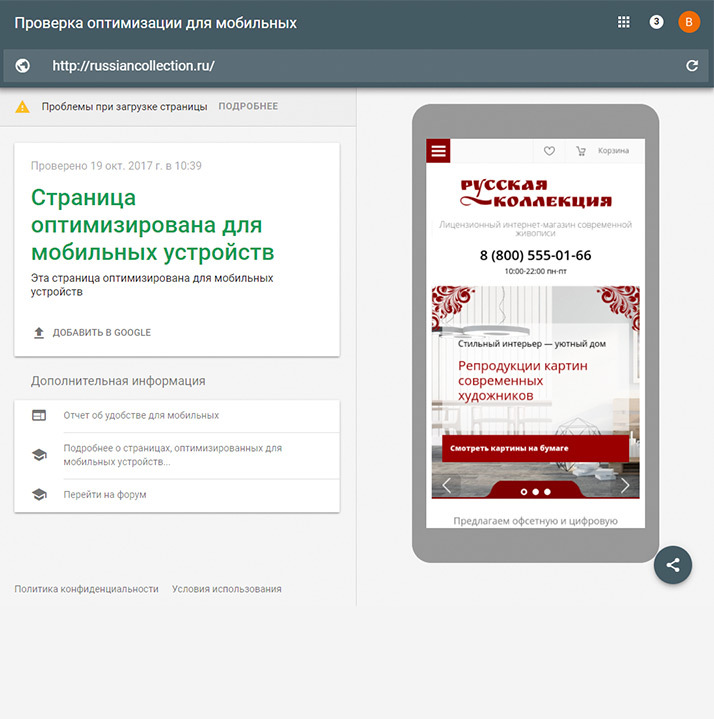 Проверка оптимизации для мобильных
3
B
http://russiancollection.ru/
Проблемы при загрузке страницы ПОДРОБНЕЕ
Проверено 19 окт. 2017 г. в 10:39
Страница
оптимизирована для
мобильных устройств
Эта страница оптимизирована для мобильных
устройств
ДОБАВИТЬ В GOOGLE
Дополнительная информация
Отчет об удобстве для мобильных
Подробнее о страницах, оптимизированных для
мобильных устройств...
Перейти на форум
Политика конфиденциальности Условия использования
Корзина
РУССКАЯ
КОЛЛЕКЦИЯ
Лицензионный интернет-магазин современной
живописи
8 (800) 555-01-66
10:00-22:00 пн-пт
Стильный интерьер — уютный дом
Репродукции картин
современных
художников
Смотреть картины на бумаге
Предлагаем офсетную и цифровую